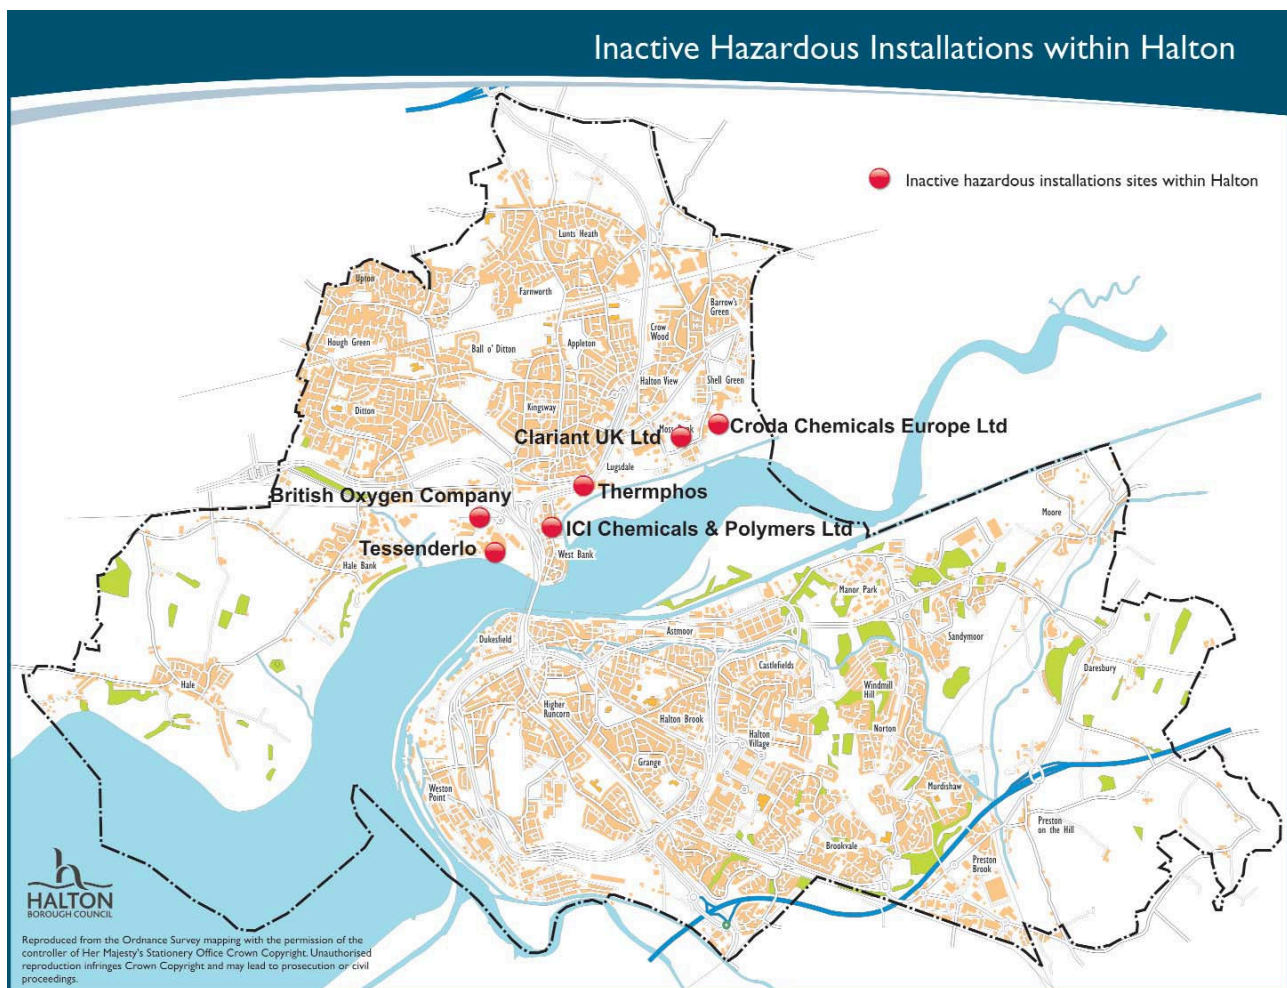 Inactive Hazardous Installations within Halton
Inactive hazardous installations sites within Halton
Lunts Heath
Upton
Farnworth
Barrow's
Green
Crow
Wood
Hough Green
Ball o' Ditton
Appleton
Halton View
Shell Green
Ditton
Kingsway
Croda Chemicals Europe Ltd
Clariant UK Ltd
Lugsdale
British Oxygen Company
Thermphos
Moore
ICI Chemicals & Polymers Ltd
Tessenderlo
West Bank
Hale Bank
Manor Park
Dukesfield
Astmoor
Sandymoor
Castlefields
Daresbury
Hale
Windmill
Hill
Higher
Runcorn
Halton Brook
Norton
Halton
Village
Grange
Weston
Point
Murdishaw
Preston
on the Hill
Brookvale
Preston
Brook
HALTON
BOROUGH COUNCIL
Reproduced from the Ordnance Survey mapping with the permission of the
controller of Her Majesty's Stationery Office Crown Copyright. Unauthorised
reproduction infringes Crown Copyright and may lead to prosecution or civil
proceedings.